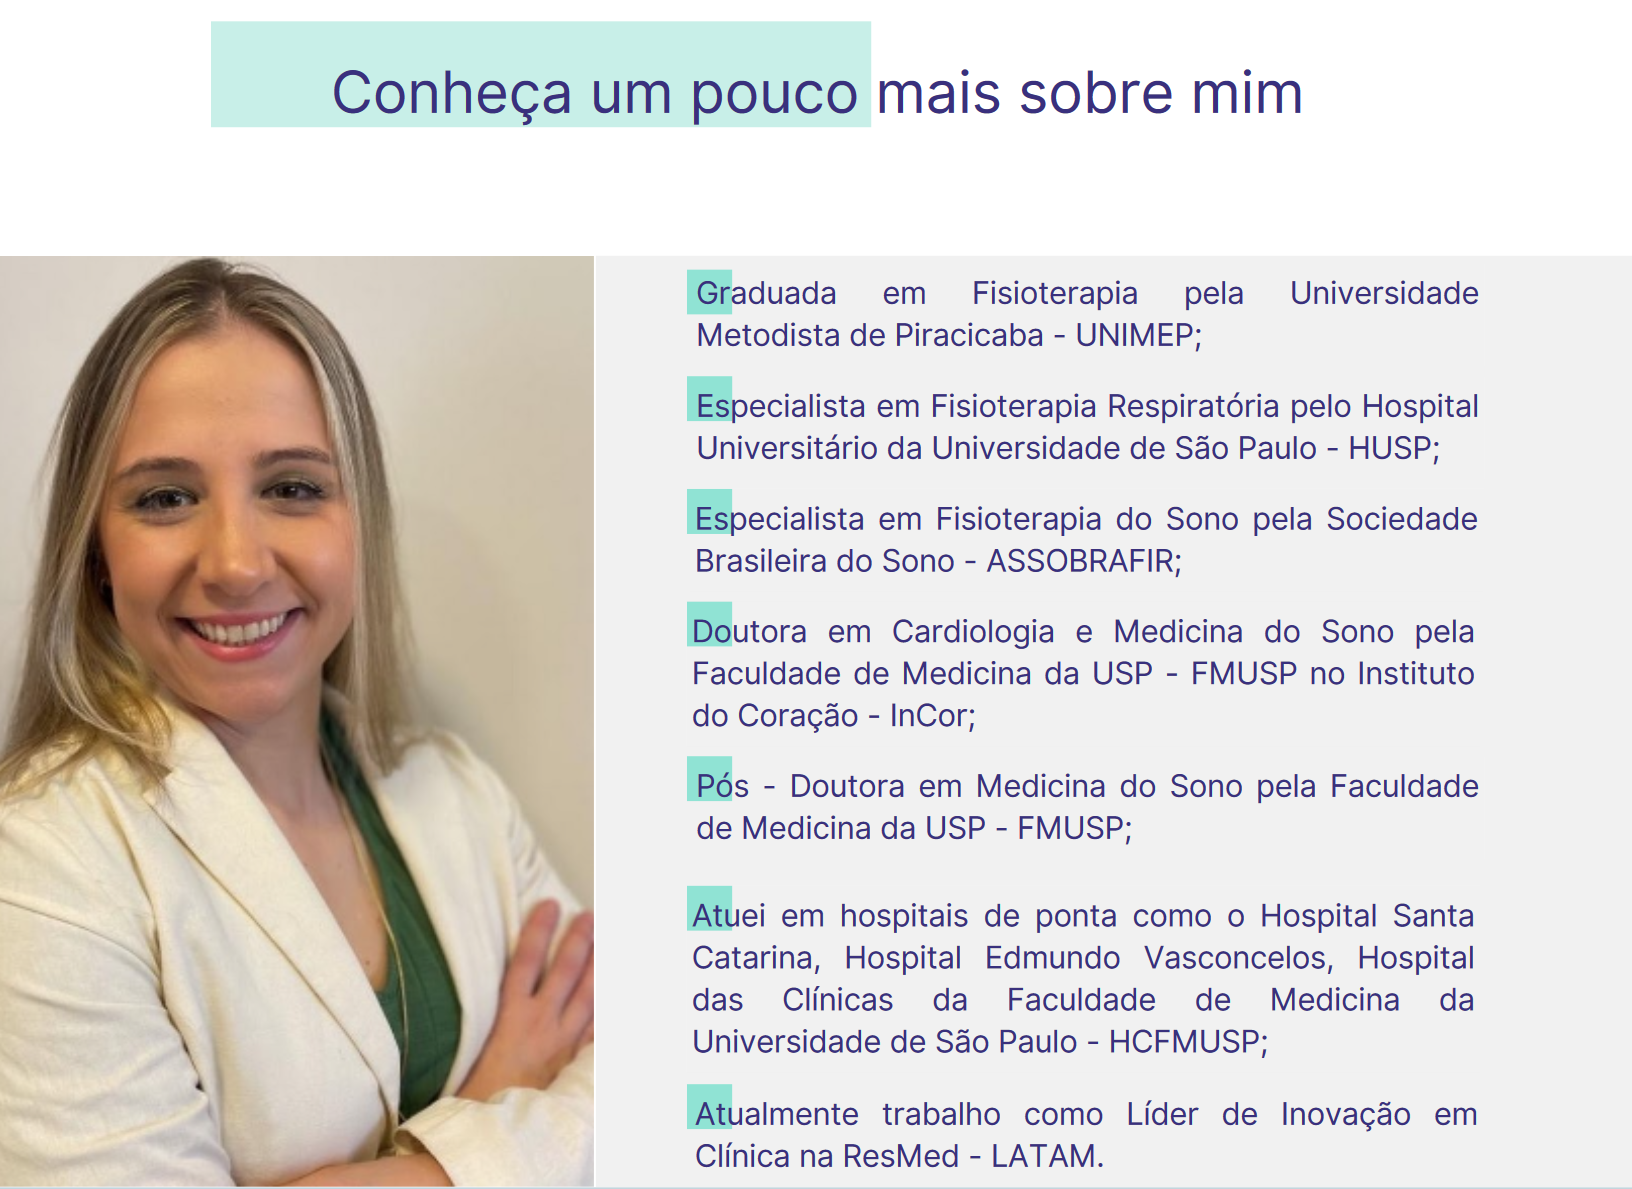 Conheça um pouco mais sobre mim
Graduada em Fisioterapia pela Universidade
Metodista de Piracicaba - UNIMEP;
Especialista em Fisioterapia Respiratória pelo Hospital
Universitário da Universidade de São Paulo - HUSP;
Especialista em Fisioterapia do Sono pela Sociedade
Brasileira do Sono - ASSOBRAFIR;
Doutora em Cardiologia e Medicina do Sono pela
Faculdade de Medicina da USP - FMUSP no Instituto
do Coração - InCor;
Pós - Doutora em Medicina do Sono pela Faculdade
de Medicina da USP - FMUSP;
Atuei em hospitais de ponta como o Hospital Santa
Catarina, Hospital Edmundo Vasconcelos, Hospital
das Clínicas da Faculdade de Medicina da
Universidade de São Paulo - HCFMUSP;
Atualmente trabalho como Líder de Inovação em
Clínica na ResMed - LATAM.